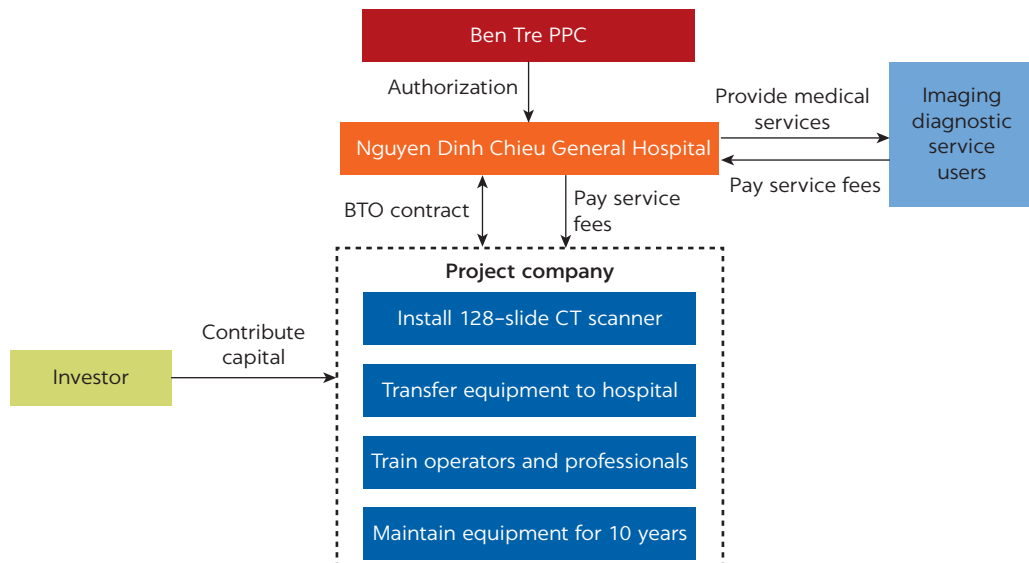 Ben Tre PPC
Authorization
Nguyen Dinh Chieu General Hospital
Provide medical
services
Pay service fees
Imaging
diagnostic
service
users
BTO contract
Pay service
fees
Project company
Install 128–slide CT scanner
Transfer equipment to hospital
Train operators and professionals
Maintain equipment for 10 years
Contribute
capital
Investor